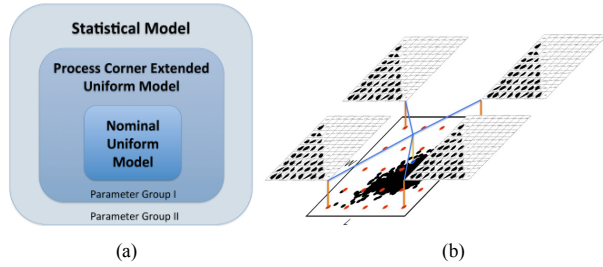 Statistical Model
Process Corner Extended
Uniform Model
Nominal
Uniform
Model
Parameter Group I
Parameter Group II
W
L
(a)
(b)